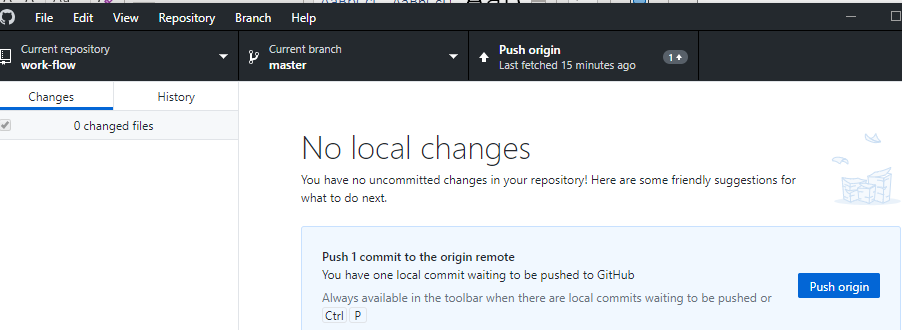 File Edit View Repository Branch Help
Current repository
work-flow
Current branch
master
Push origin
Last fetched 15 minutes ago
1
Changes History
0 changed files
No local changes
You have no uncommitted changes in your repository! Here are some friendly suggestions for
what to do next.
Push 1 commit to the origin remote
You have one local commit waiting to be pushed to GitHub
Always available in the toolbar when there are local commits waiting to be pushed or
Ctrl P
Push origin